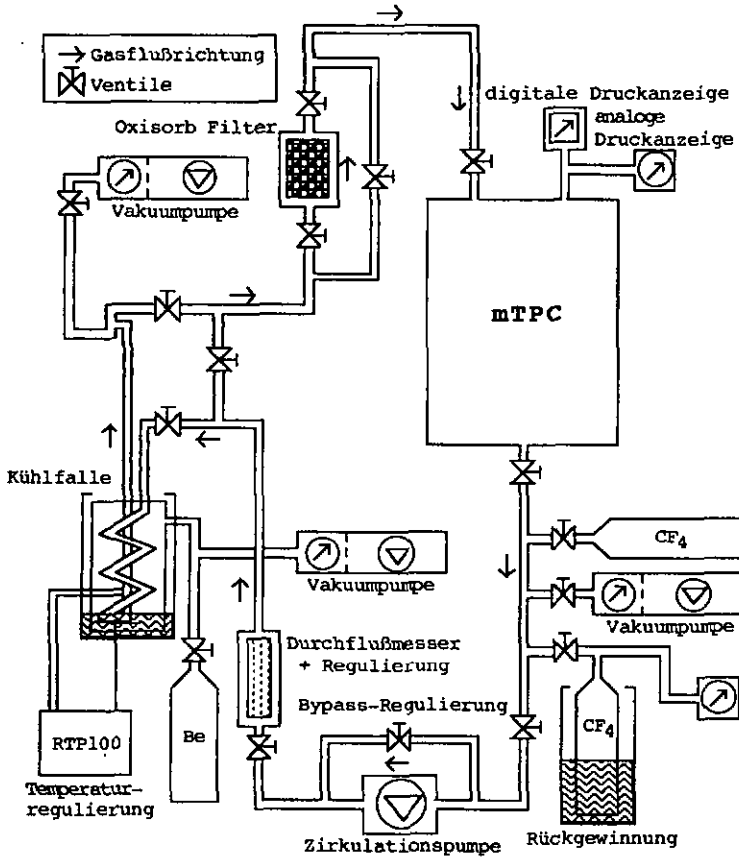 Gasflußrichtung
Ventile
Oxisorb Filter
digitale Druckanzeige
analoge
Druckanzeige
Vakuumpumpe
mTPC
Kühlfalle
CF4
Vakuumpumpe
Vakuumpumpe
Durchflußmesser
+ Regulierung
Bypass-Regulierung
RTP100
Be
CF4
Temperatur-
regulierung
Zirkulationspumpe
Rückgewinnung